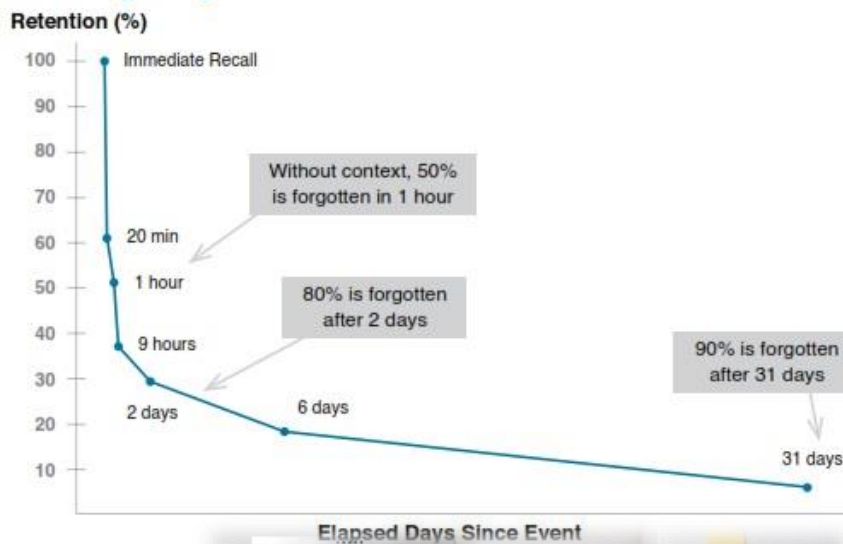 Retention (%)
100
Immediate Recall
90
80
Without context, 50%
is forgotten in 1 hour
70
60
20 min
50
1 hour
80% is forgotten
after 2 days
40
9 hours
90% is forgotten
after 31 days
30
2 days
6 days
20
31 days
10
Elapsed Days Since Event